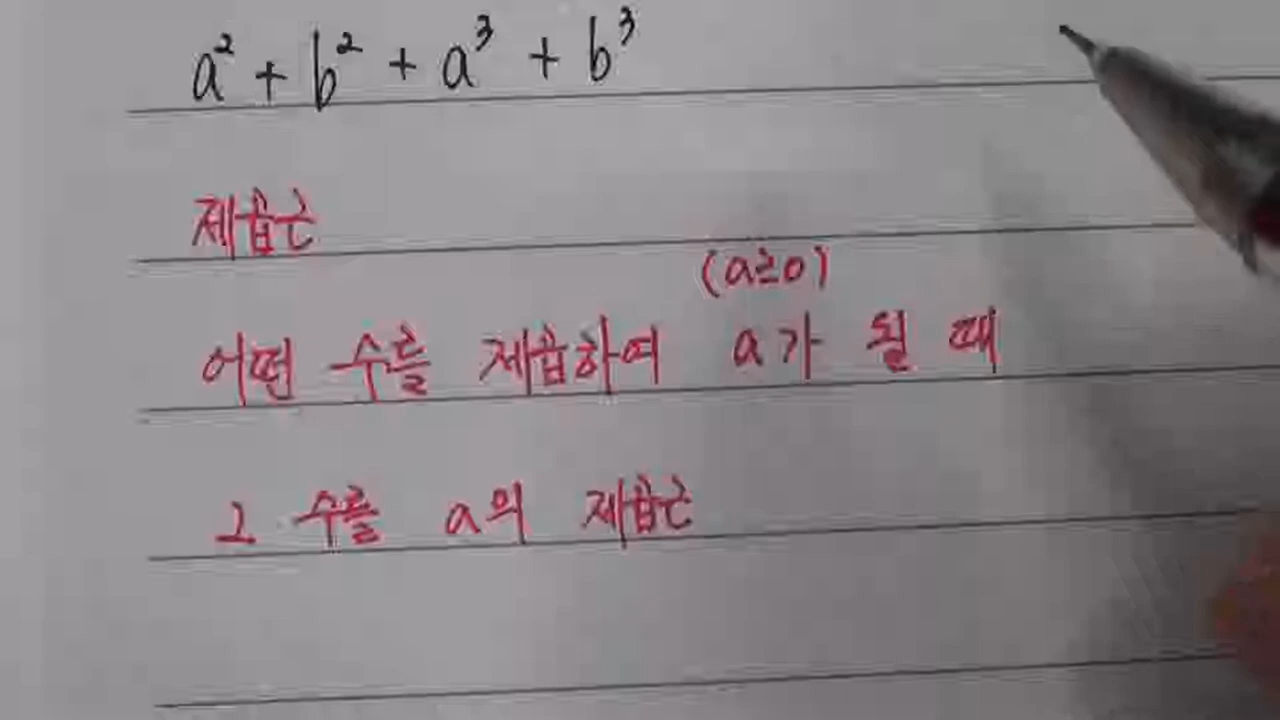 a² + b² + a³ + b³
제곱근
(a≥0)
어떤 수를 제곱하여 a가 될 때
그 수를 a의 제곱근